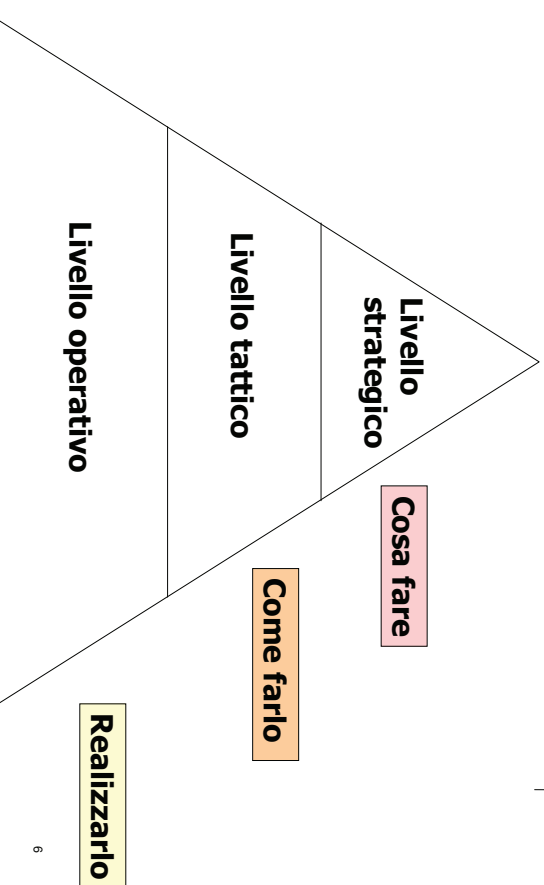 Livello
strategico
Cosa fare
Livello tattico
Come farlo
Livello operativo
Realizzarlo
6